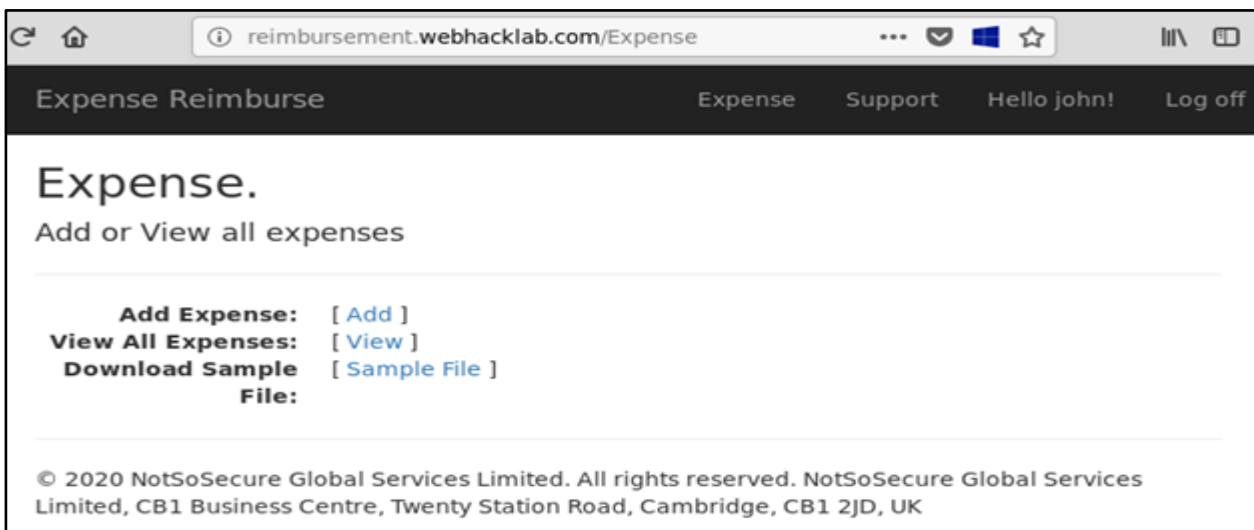 reimbursement.webhacklab.com/Expense
Expense Reimburse Expense Support Hello john! Log off
Expense.
Add or View all expenses
Add Expense: [ Add ]
View All Expenses: [ View ]
Download Sample [ Sample File ]
File:
© 2020 NotSoSecure Global Services Limited. All rights reserved. NotSoSecure Global Services
Limited, CB1 Business Centre, Twenty Station Road, Cambridge, CB1 2JD, UK